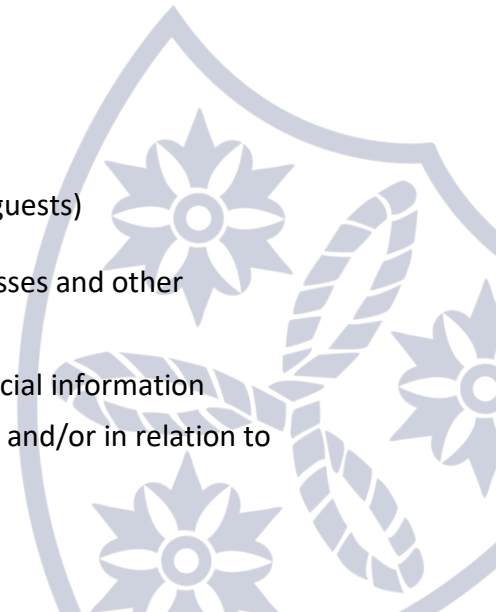 guests)
sses and other
cial information
and/or in relation to